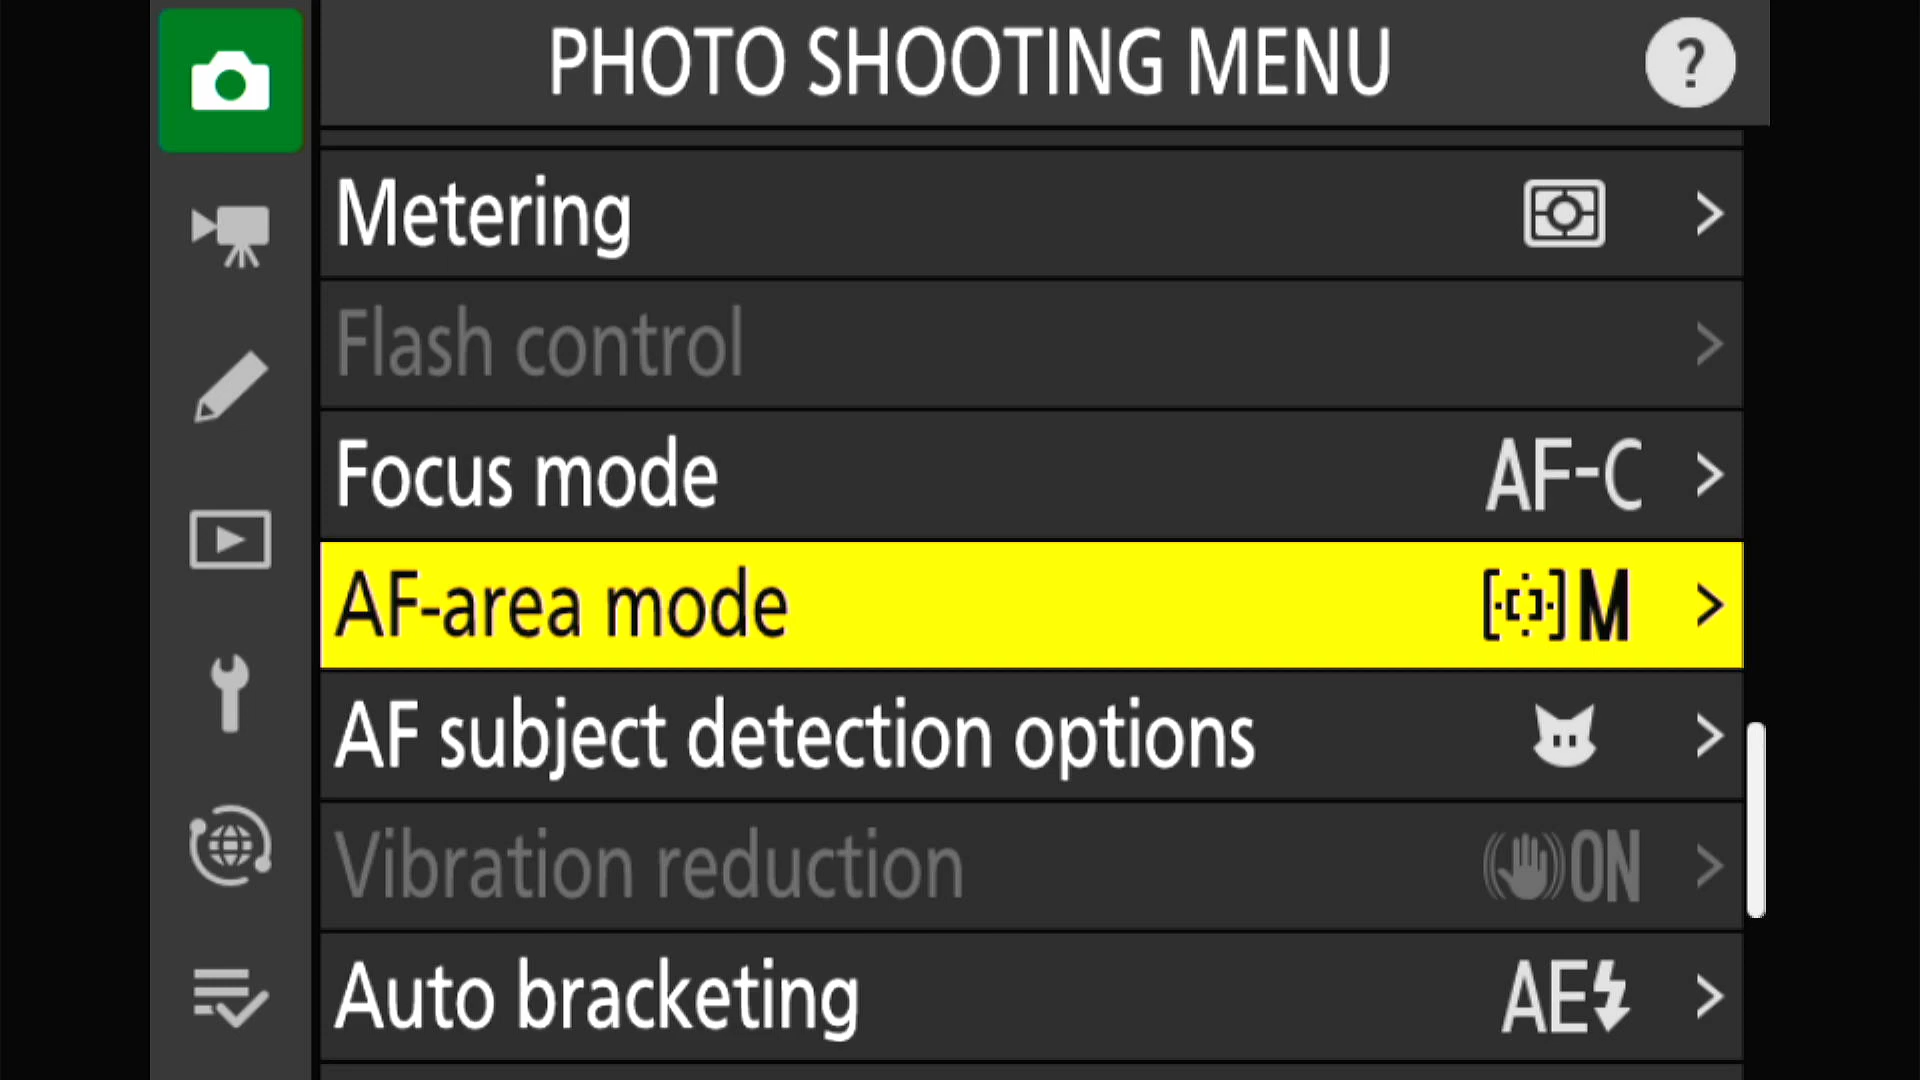 PHOTO SHOOTING MENU ?
Metering >
Flash control >
Focus mode AF-C >
AF-area mode [·[]·] M >
AF subject detection options >
Vibration reduction ON >
Auto bracketing AE >